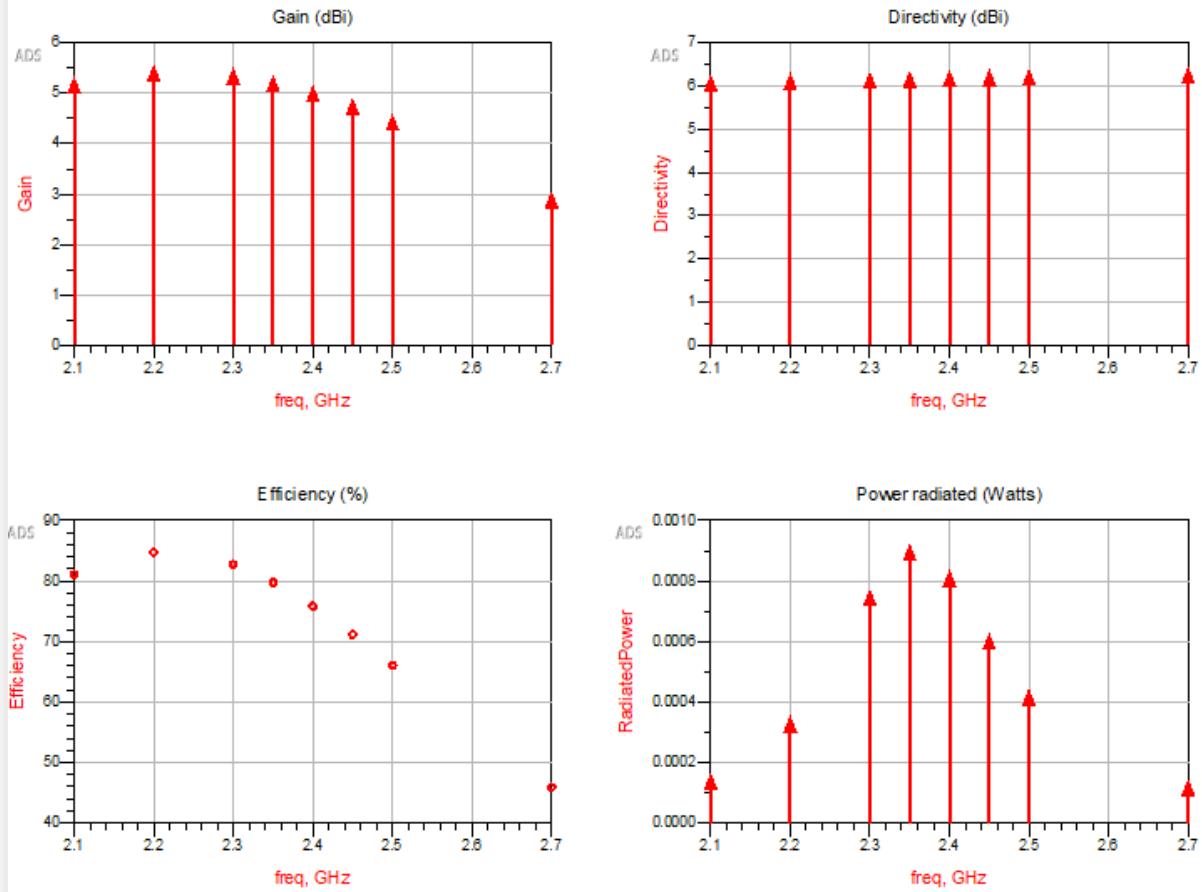 Gain (dBi)
ADS
6
5
4
3
2
1
0
Gain
2.1 2.2 2.3 2.4 2.5 2.6 2.7
freq, GHz
Directivity (dBi)
ADS
7
6
5
4
3
2
1
0
Directivity
2.1 2.2 2.3 2.4 2.5 2.6 2.7
freq, GHz
Efficiency (%)
ADS
90
80
70
60
50
40
Efficiency
2.1 2.2 2.3 2.4 2.5 2.6 2.7
freq, GHz
Power radiated (Watts)
ADS
0.0010
0.0008
0.0006
0.0004
0.0002
0.0000
RadiatedPower
2.1 2.2 2.3 2.4 2.5 2.6 2.7
freq, GHz